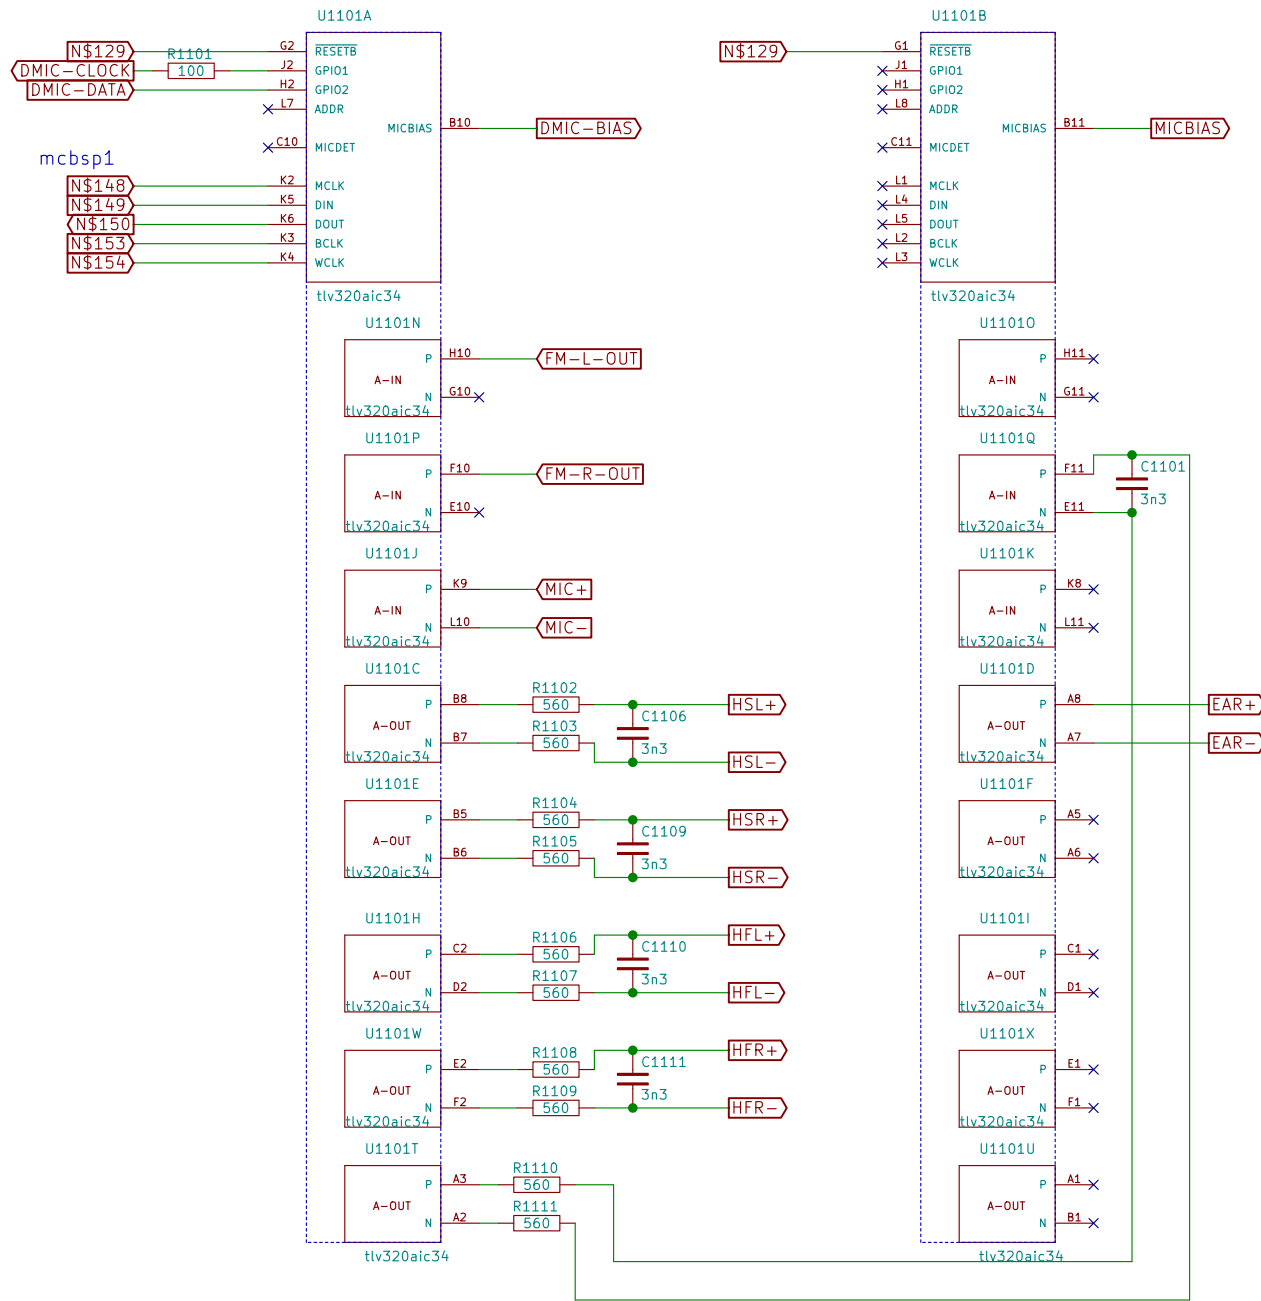 U1101A
N$129
G2
RESETB
R1101
DMIC-CLOCK
100
J2
GPIO1
DMIC-DATA
H2
GPIO2
L7
ADDR
MICBIAS
B10
DMIC-BIAS
C10
MICDET
mcbsp1
N$148
K2
MCLK
N$149
K5
DIN
N$150
K6
DOUT
N$153
K3
BCLK
N$154
K4
WCLK
tlv320aic34
U1101N
P
H10
FM-L-OUT
A-IN
N
G10
tlv320aic34
U1101P
P
F10
FM-R-OUT
A-IN
N
E10
tlv320aic34
U1101J
P
K9
MIC+
A-IN
N
L10
MIC-
tlv320aic34
U1101C
P
B8
R1102
560
HSL+
A-OUT
C1106
3n3
N
B7
R1103
560
HSL-
tlv320aic34
U1101E
P
B5
R1104
560
HSR+
A-OUT
C1109
3n3
N
B6
R1105
560
HSR-
tlv320aic34
U1101H
P
C2
R1106
560
HFL+
A-OUT
C1110
3n3
N
D2
R1107
560
HFL-
tlv320aic34
U1101W
P
E2
R1108
560
HFR+
A-OUT
C1111
3n3
N
F2
R1109
560
HFR-
tlv320aic34
U1101T
P
A3
R1110
560
A-OUT
N
A2
R1111
560
tlv320aic34
U1101B
N$129
G1
RESETB
J1
GPIO1
H1
GPIO2
L8
ADDR
MICBIAS
B11
MICBIAS
C11
MICDET
L1
MCLK
L4
DIN
L5
DOUT
L2
BCLK
L3
WCLK
tlv320aic34
U1101O
P
H11
A-IN
N
G11
tlv320aic34
U1101Q
P
F11
C1101
3n3
A-IN
N
E11
tlv320aic34
U1101K
P
K8
A-IN
N
L11
tlv320aic34
U1101D
P
A8
EAR+
A-OUT
N
A7
EAR-
tlv320aic34
U1101F
P
A5
A-OUT
N
A6
tlv320aic34
U1101I
P
C1
A-OUT
N
D1
tlv320aic34
U1101X
P
E1
A-OUT
N
F1
tlv320aic34
U1101U
P
A1
A-OUT
N
B1
tlv320aic34